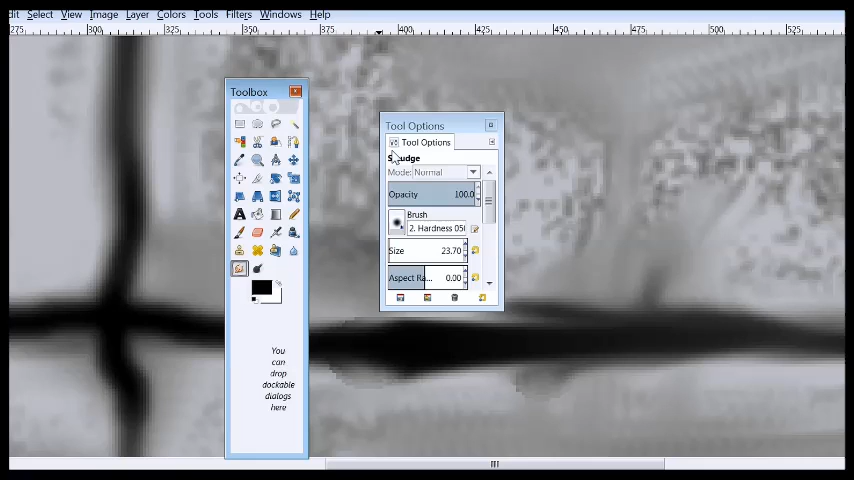 dit Select View Image Layer Colors Tools Filters Windows Help
275 300 325 350 375 400 425 450 475 500 525
Toolbox
Tool Options
Tool Options
Mode: Normal
Opacity 100.0
Brush
2. Hardness 05
Size 23.70
Aspect Ra... 0.00
You
can
drop
dockable
dialogs
here